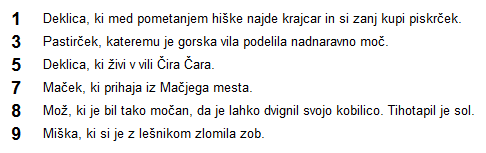 1 Deklica, ki med pometanjem hiške najde krajcar in si zanj kupi piskrček.
3 Pastirček, kateremu je gorska vila podelila nadnaravno moč.
5 Deklica, ki živi v vili Čira Čara.
7 Maček, ki prihaja iz Mačjega mesta.
8 Mož, ki je bil tako močan, da je lahko dvignil svojo kobilico. Tihotapil je sol.
9 Miška, ki si je z lešnikom zlomila zob.